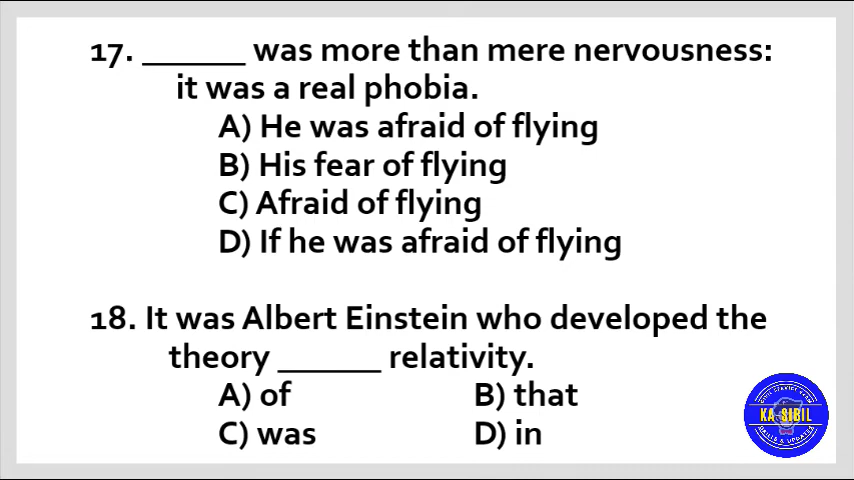 17. ______ was more than mere nervousness:
it was a real phobia.
A) He was afraid of flying
B) His fear of flying
C) Afraid of flying
D) If he was afraid of flying
18. It was Albert Einstein who developed the
theory ______ relativity.
A) of B) that
C) was D) in
KA-SIBIL